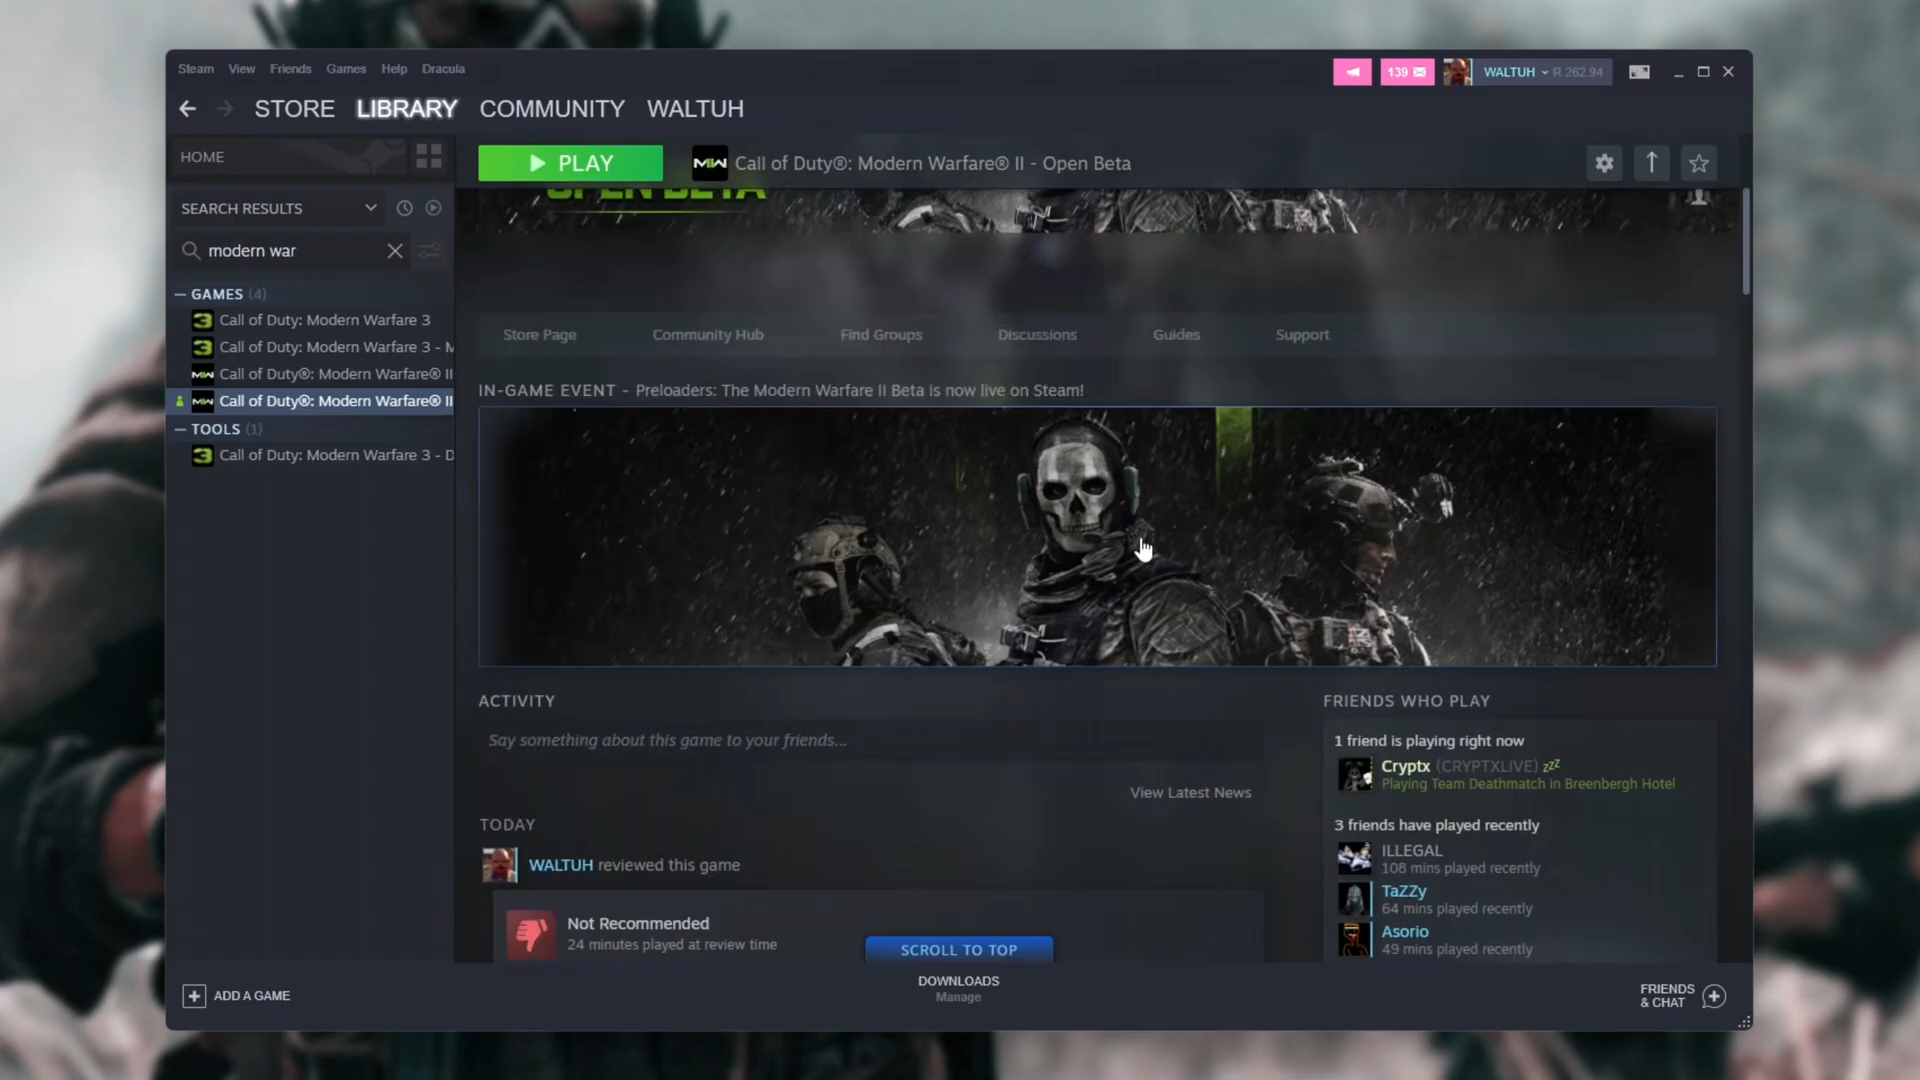 Steam View Friends Games Help Dracula
139 WALTUH R 262.94
STORE LIBRARY COMMUNITY WALTUH
HOME
PLAY
MW Call of Duty®: Modern Warfare® II - Open Beta
OPEN BETA
SEARCH RESULTS
modern war
GAMES (4)
3 Call of Duty: Modern Warfare 3
3 Call of Duty: Modern Warfare 3 - M
MW Call of Duty®: Modern Warfare® II
MW Call of Duty®: Modern Warfare® II
TOOLS (1)
3 Call of Duty: Modern Warfare 3 - D
Store Page Community Hub Find Groups Discussions Guides Support
IN-GAME EVENT - Preloaders: The Modern Warfare II Beta is now live on Steam!
ACTIVITY
Say something about this game to your friends...
View Latest News
TODAY
WALTUH reviewed this game
Not Recommended
24 minutes played at review time
SCROLL TO TOP
FRIENDS WHO PLAY
1 friend is playing right now
Cryptx (CRYPTXLIVE) zzz
Playing Team Deathmatch in Breenbergh Hotel
3 friends have played recently
ILLEGAL
108 mins played recently
TaZZy
64 mins played recently
Asorio
49 mins played recently
ADD A GAME
DOWNLOADS
Manage
FRIENDS
& CHAT